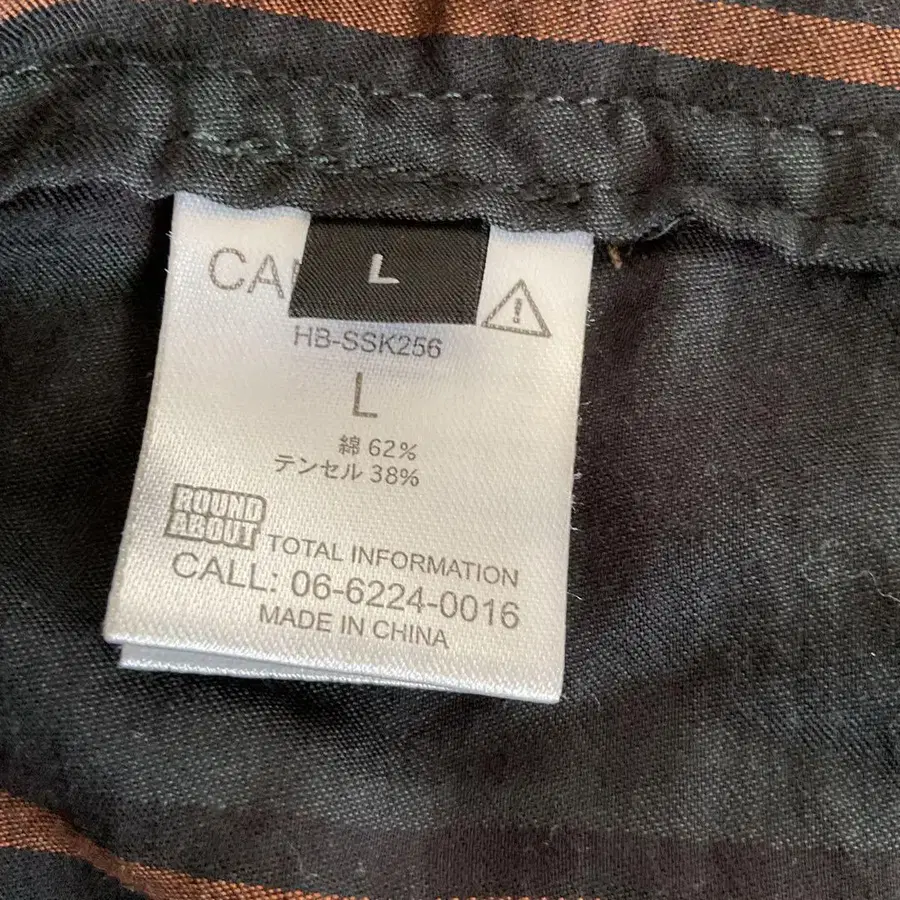 L
HB-SSK256
L
綿 62%
テンセル 38%
ROUND
ABOUT
TOTAL INFORMATION
CALL: 06-6224-0016
MADE IN CHINA